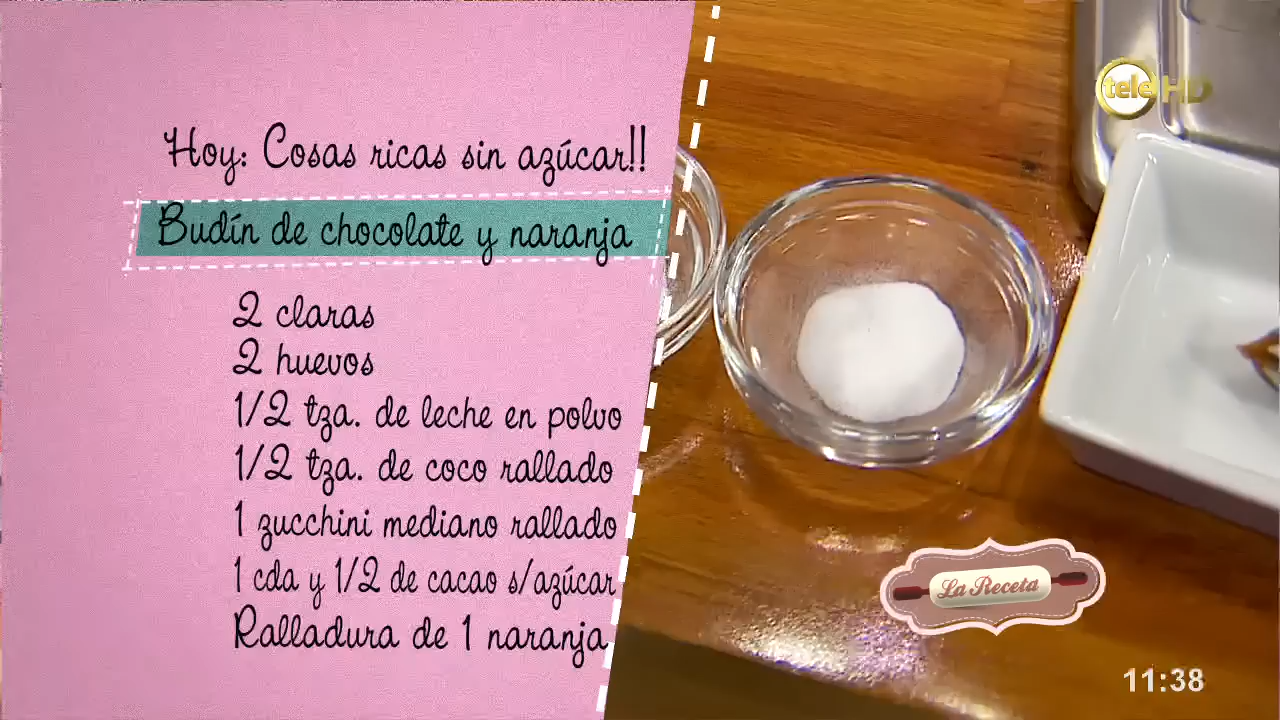 Hoy: Cosas ricas sin azúcar!!
Budín de chocolate y naranja
2 claras
2 huevos
1/2 tza. de leche en polvo
1/2 tza. de coco rallado
1 zucchini mediano rallado
1 cda y 1/2 de cacao s/azúcar
Ralladura de 1 naranja
tele HD
La Receta
11:38